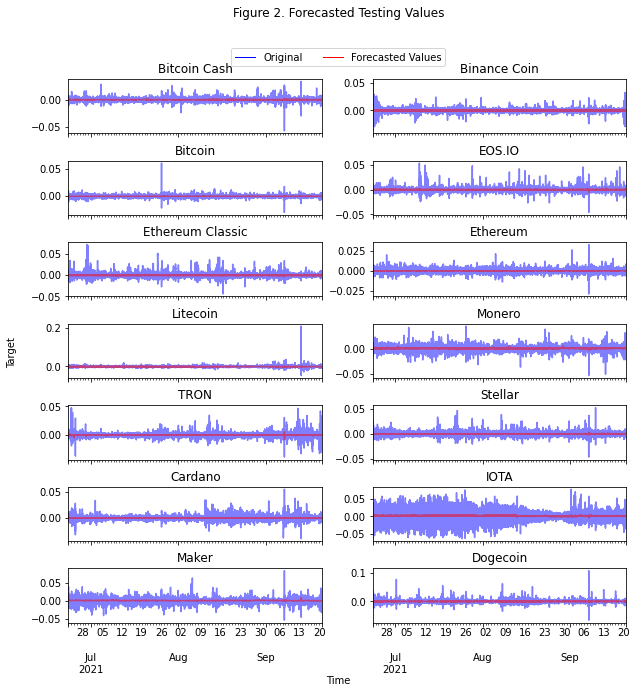 Figure 2. Forecasted Testing Values
Original Forecasted Values
Bitcoin Cash
0.00
−0.05
Binance Coin
0.05
0.00
Bitcoin
0.05
0.00
EOS.IO
0.05
0.00
−0.05
Ethereum Classic
0.05
0.00
−0.05
Ethereum
0.025
0.000
−0.025
Litecoin
0.2
0.0
Monero
0.00
−0.05
TRON
0.05
0.00
Stellar
0.05
0.00
−0.05
Cardano
0.05
0.00
IOTA
0.05
0.00
−0.05
Maker
0.05
0.00
−0.05
Dogecoin
0.1
0.0
28 05 12 19 26 02 09 16 23 30 06 13 20
Jul Aug Sep
2021
28 05 12 19 26 02 09 16 23 30 06 13 20
Jul Aug Sep
2021
Target
Time